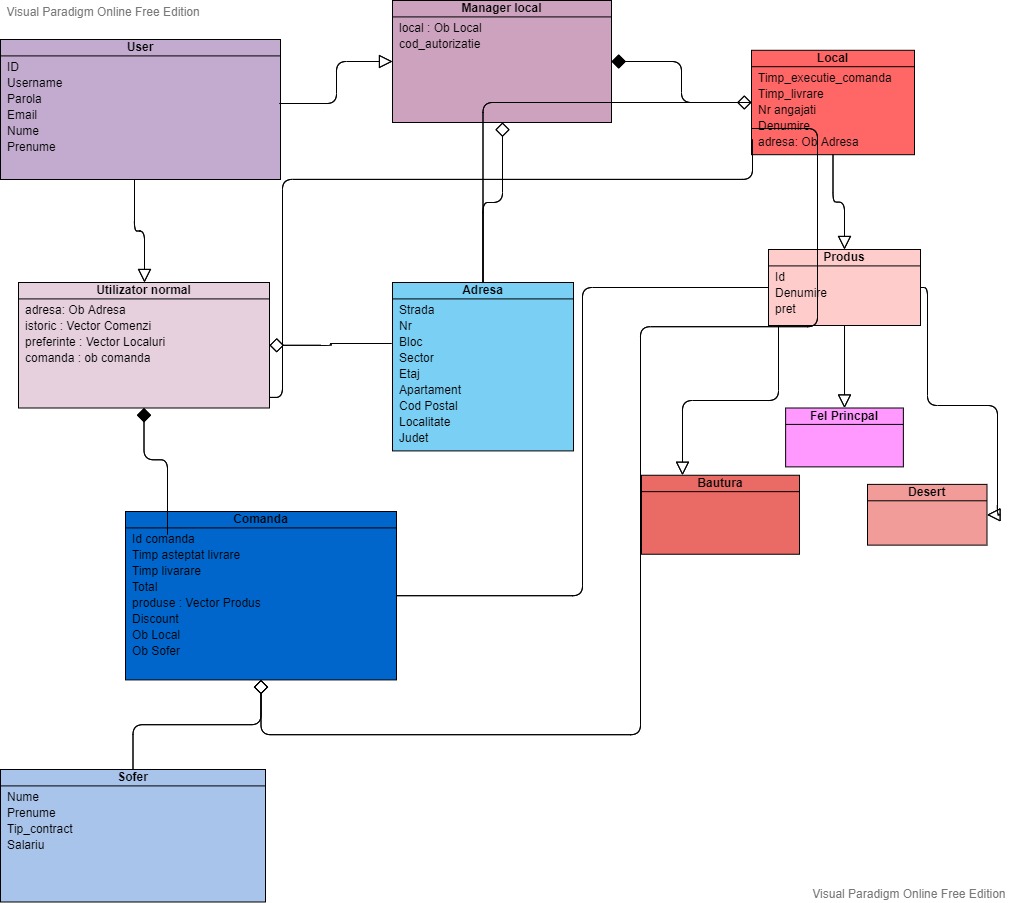 Visual Paradigm Online Free Edition
Manager local
local : Ob Local
cod_autorizatie
User
ID
Username
Parola
Email
Nume
Prenume
Local
Timp_executie_comanda
Timp_livrare
Nr angajati
Denumire
adresa: Ob Adresa
Produs
Id
Denumire
pret
Utilizator normal
adresa: Ob Adresa
istoric : Vector Comenzi
preferinte : Vector Localuri
comanda : ob comanda
Adresa
Strada
Nr
Bloc
Sector
Etaj
Apartament
Cod Postal
Localitate
Judet
Fel Princpal
Bautura
Desert
Comanda
Id comanda
Timp asteptat livrare
Timp livarare
Total
produse : Vector Produs
Discount
Ob Local
Ob Sofer
Sofer
Nume
Prenume
Tip_contract
Salariu
Visual Paradigm Online Free Edition